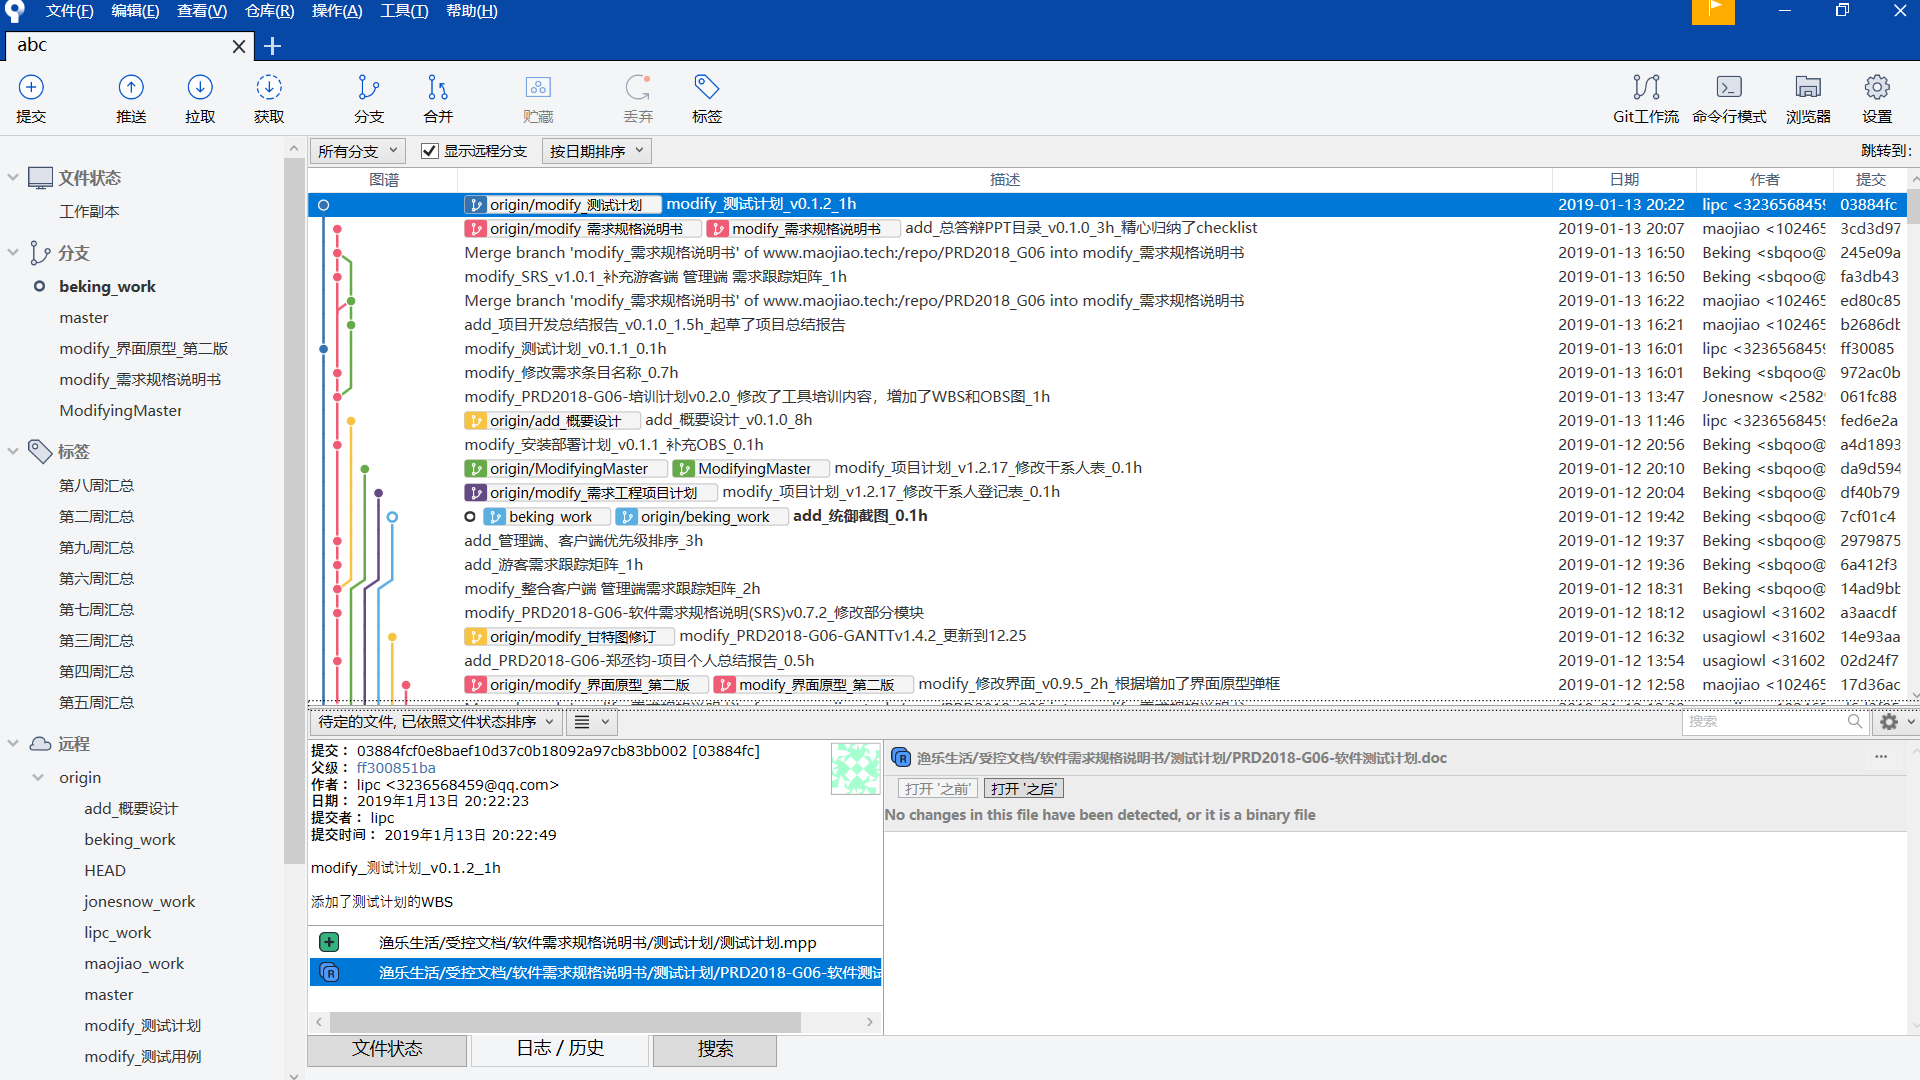 文件(F) 编辑(E) 查看(V) 仓库(R) 操作(A) 工具(T) 帮助(H)
abc
提交 推送 拉取 获取 分支 合并 贮藏 丢弃 标签 Git工作流 命令行模式 浏览器 设置
所有分支 显示远程分支 按日期排序 跳转到:
图谱 描述 日期 作者 提交
origin/modify_测试计划 modify_测试计划_v0.1.2_1h 2019-01-13 20:22 lipc <3236568459 03884fc
origin/modify_需求规格说明书 modify_需求规格说明书 add_总答辩PPT目录_v0.1.0_3h_精心归纳了checklist 2019-01-13 20:07 maojiao <102465 3cd3d97
Merge branch 'modify_需求规格说明书' of www.maojiao.tech:/repo/PRD2018_G06 into modify_需求规格说明书 2019-01-13 16:50 Beking <sbqoo@ 245e09a
modify_SRS_v1.0.1_补充游客端 管理端 需求跟踪矩阵_1h 2019-01-13 16:50 Beking <sbqoo@ fa3db43
Merge branch 'modify_需求规格说明书' of www.maojiao.tech:/repo/PRD2018_G06 into modify_需求规格说明书 2019-01-13 16:22 maojiao <102465 ed80c85
add_项目开发总结报告_v0.1.0_1.5h_起草了项目总结报告 2019-01-13 16:21 maojiao <102465 b2686db
modify_测试计划_v0.1.1_0.1h 2019-01-13 16:01 lipc <3236568459 ff30085
modify_修改需求条目名称_0.7h 2019-01-13 16:01 Beking <sbqoo@ 972ac0b
modify_PRD2018-G06-培训计划v0.2.0_修改了工具培训内容，增加了WBS和OBS图_1h 2019-01-13 13:47 Jonesnow <2582 061fc88
origin/add_概要设计 add_概要设计_v0.1.0_8h 2019-01-13 11:46 lipc <3236568459 fed6e2a
modify_安装部署计划_v0.1.1_补充OBS_0.1h 2019-01-12 20:56 Beking <sbqoo@ a4d1893
origin/ModifyingMaster ModifyingMaster modify_项目计划_v1.2.17_修改干系人表_0.1h 2019-01-12 20:10 Beking <sbqoo@ da9d594
origin/modify_需求工程项目计划 modify_项目计划_v1.2.17_修改干系人登记表_0.1h 2019-01-12 20:04 Beking <sbqoo@ df40b79
beking_work origin/beking_work add_统御截图_0.1h 2019-01-12 19:42 Beking <sbqoo@ 7cf01c4
add_管理端、客户端优先级排序_3h 2019-01-12 19:37 Beking <sbqoo@ 2979875
add_游客需求跟踪矩阵_1h 2019-01-12 19:36 Beking <sbqoo@ 6a412f3
modify_整合客户端 管理端需求跟踪矩阵_2h 2019-01-12 18:31 Beking <sbqoo@ 14ad9bb
modify_PRD2018-G06-软件需求规格说明(SRS)v0.7.2_修改部分模块 2019-01-12 18:12 usagiowl <31602 a3aacdf
origin/modify_甘特图修订 modify_PRD2018-G06-GANTTv1.4.2_更新到12.25 2019-01-12 16:32 usagiowl <31602 14e93aa
add_PRD2018-G06-郑丞钧-项目个人总结报告_0.5h 2019-01-12 13:54 usagiowl <31602 02d24f7
origin/modify_界面原型_第二版 modify_界面原型_第二版 modify_修改界面_v0.9.5_2h_根据增加了界面原型弹框 2019-01-12 12:58 maojiao <102465 17d36ac
文件状态
工作副本
分支
beking_work
master
modify_界面原型_第二版
modify_需求规格说明书
ModifyingMaster
标签
第八周汇总
第二周汇总
第九周汇总
第六周汇总
第七周汇总
第三周汇总
第四周汇总
第五周汇总
远程
origin
add_概要设计
beking_work
HEAD
jonesnow_work
lipc_work
maojiao_work
master
modify_测试计划
modify_测试用例
待定的文件, 已依照文件状态排序 搜索
提交： 03884fcf0e8baef10d37c0b18092a97cb83bb002 [03884fc]
父级： ff300851ba
作者： lipc <3236568459@qq.com>
日期： 2019年1月13日 20:22:23
提交者： lipc
提交时间： 2019年1月13日 20:22:49
modify_测试计划_v0.1.2_1h
添加了测试计划的WBS
渔乐生活/受控文档/软件需求规格说明书/测试计划/测试计划.mpp
渔乐生活/受控文档/软件需求规格说明书/测试计划/PRD2018-G06-软件测试
渔乐生活/受控文档/软件需求规格说明书/测试计划/PRD2018-G06-软件测试计划.doc
打开 '之前' 打开 '之后'
No changes in this file have been detected, or it is a binary file
文件状态 日志 / 历史 搜索